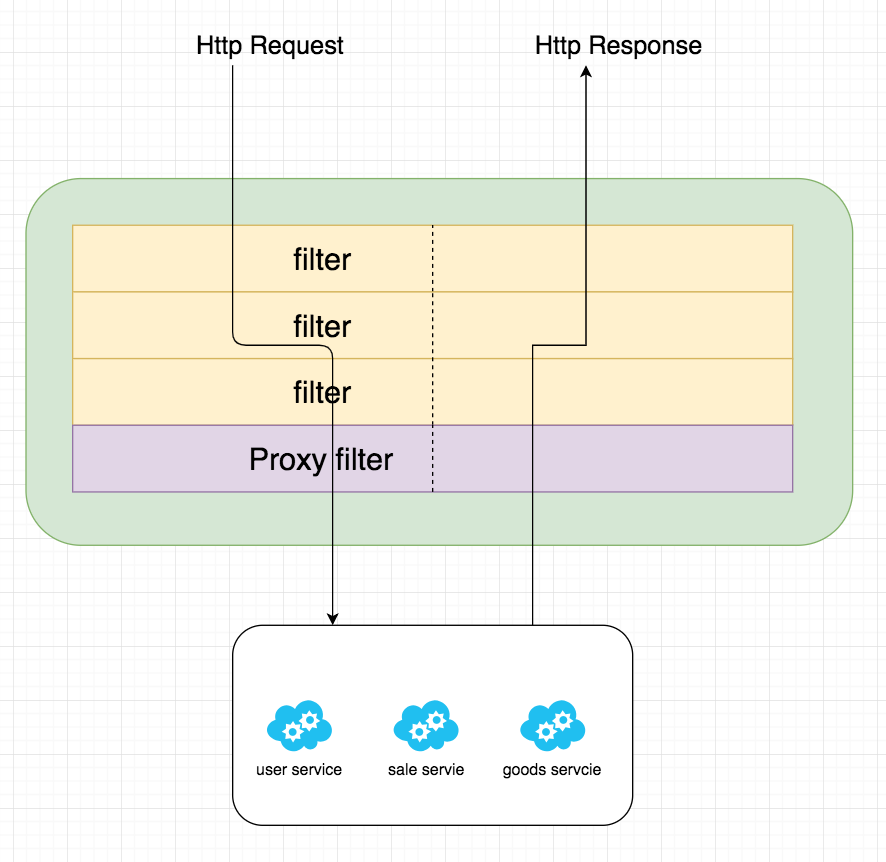 Http Request
Http Response
filter
filter
filter
Proxy filter
user service
sale servie
goods servcie